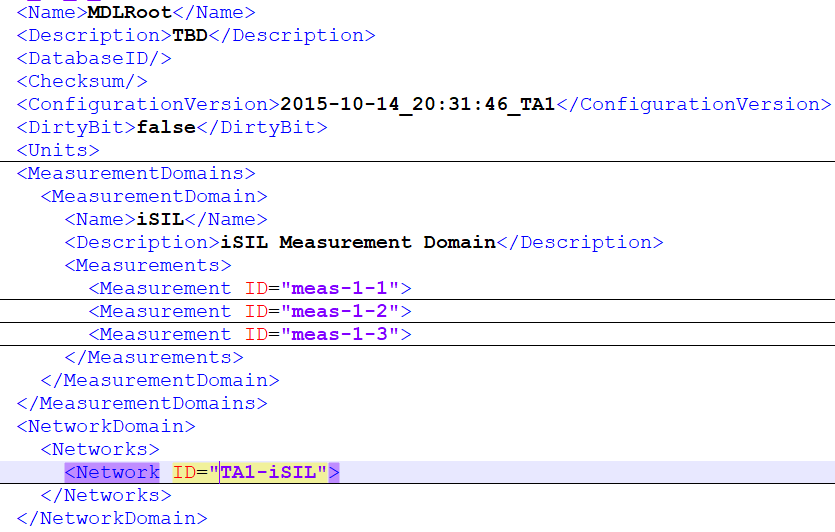 <Name>MDLRoot</Name>
<Description>TBD</Description>
<DatabaseID/>
<Checksum/>
<ConfigurationVersion>2015-10-14_20:31:46_TA1</ConfigurationVersion>
<DirtyBit>false</DirtyBit>
<Units>
<MeasurementDomains>
<MeasurementDomain>
<Name>iSIL</Name>
<Description>iSIL Measurement Domain</Description>
<Measurements>
<Measurement ID="meas-1-1">
<Measurement ID="meas-1-2">
<Measurement ID="meas-1-3">
</Measurements>
</MeasurementDomain>
</MeasurementDomains>
<NetworkDomain>
<Networks>
<Network ID="TA1-iSIL">
</Networks>
</NetworkDomain>